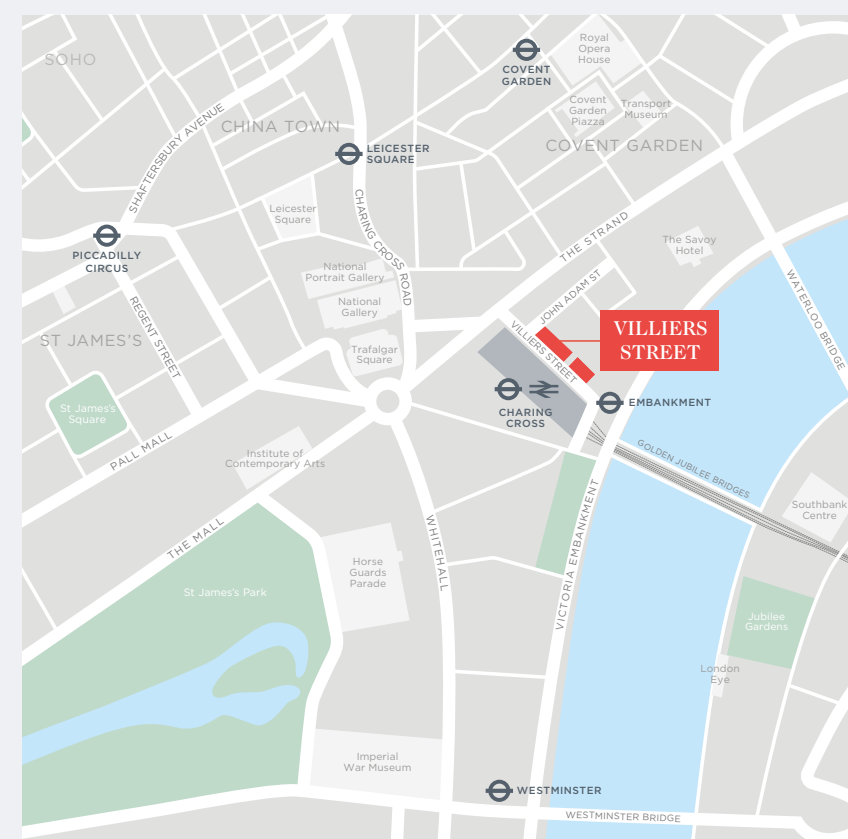 SOHO
Royal
Opera
House
COVENT
GARDEN
Covent
Garden
Piazza
Transport
Museum
SHAFTERSBURY AVENUE
CHINA TOWN
LEICESTER
SQUARE
COVENT GARDEN
Leicester
Square
CHARING CROSS ROAD
THE STRAND
The Savoy
Hotel
PICCADILLY
CIRCUS
National
Portrait Gallery
JOHN ADAM ST
WATERLOO BRIDGE
REGENT STREET
National
Gallery
VILLIERS STREET
VILLIERS
STREET
ST JAMES'S
Trafalgar
Square
St James's
Square
CHARING
CROSS
EMBANKMENT
PALL MALL
Institute of
Contemporary Arts
GOLDEN JUBILEE BRIDGES
Southbank
Centre
THE MALL
WHITEHALL
VICTORIA EMBANKMENT
Horse
Guards
Parade
St James's Park
Jubilee
Gardens
London
Eye
Imperial
War Museum
WESTMINSTER
WESTMINSTER BRIDGE